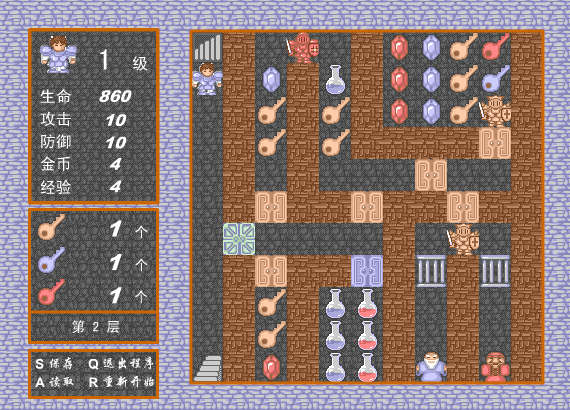 1 级
生命 860
攻击 10
防御 10
金币 4
经验 4
1 个
1 个
1 个
第 2 层
S 保存 Q 退出程序
A 读取 R 重新开始